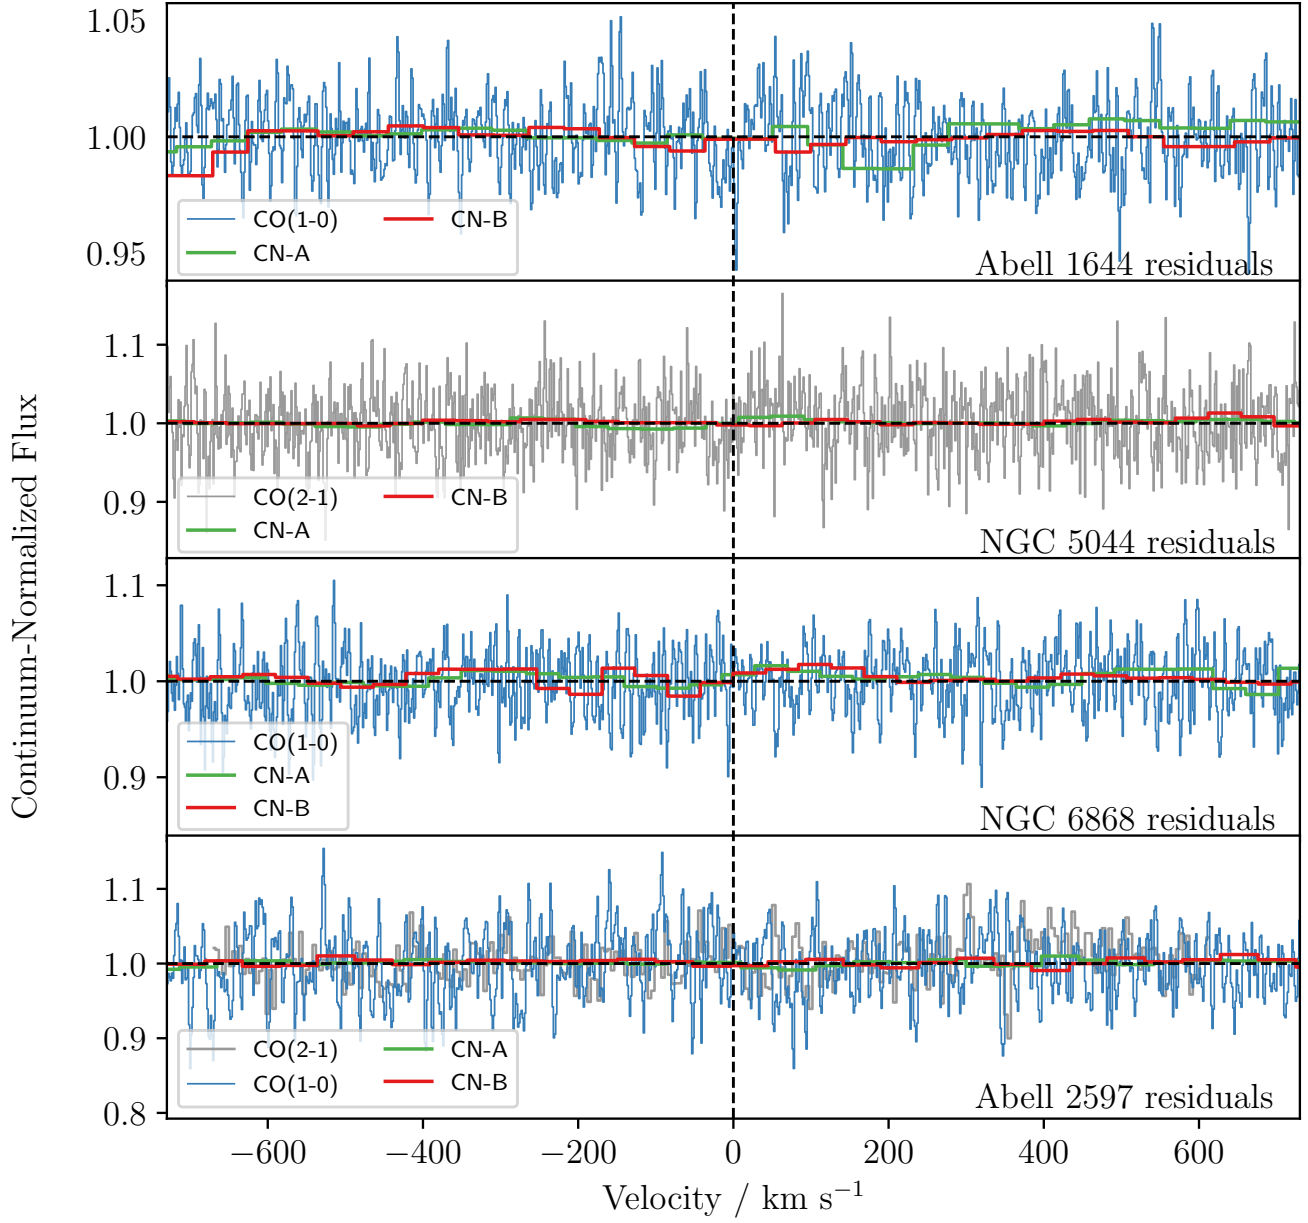 Continuum-Normalized Flux
1.05
1.00
0.95
CO(1-0)
CN-A
CN-B
Abell 1644 residuals
1.1
1.0
0.9
CO(2-1)
CN-A
CN-B
NGC 5044 residuals
1.1
1.0
0.9
CO(1-0)
CN-A
CN-B
NGC 6868 residuals
1.1
1.0
0.9
0.8
CO(2-1)
CO(1-0)
CN-A
CN-B
Abell 2597 residuals
−600 −400 −200 0 200 400 600
Velocity / km s⁻¹